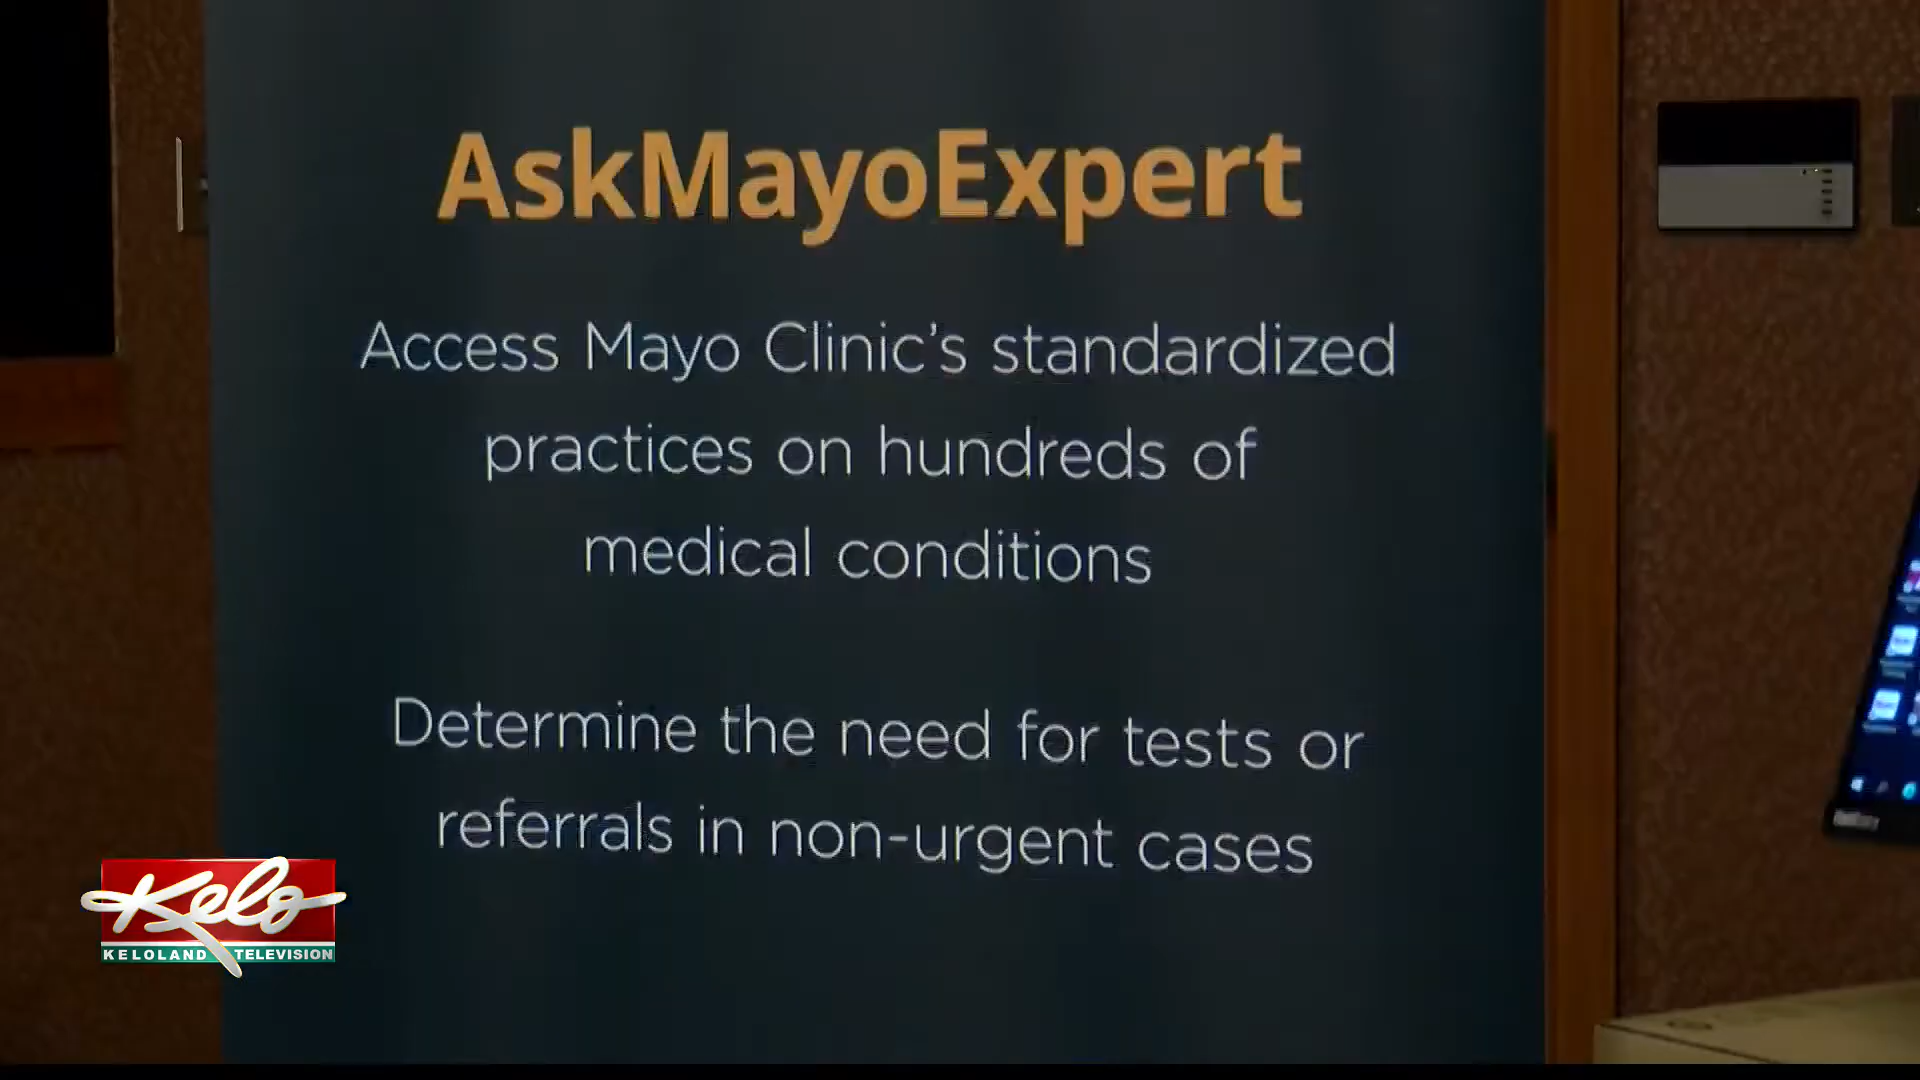 AskMayoExpert
Access Mayo Clinic's standardized
practices on hundreds of
medical conditions
Determine the need for tests or
referrals in non-urgent cases
Kelo
KELOLAND TELEVISION